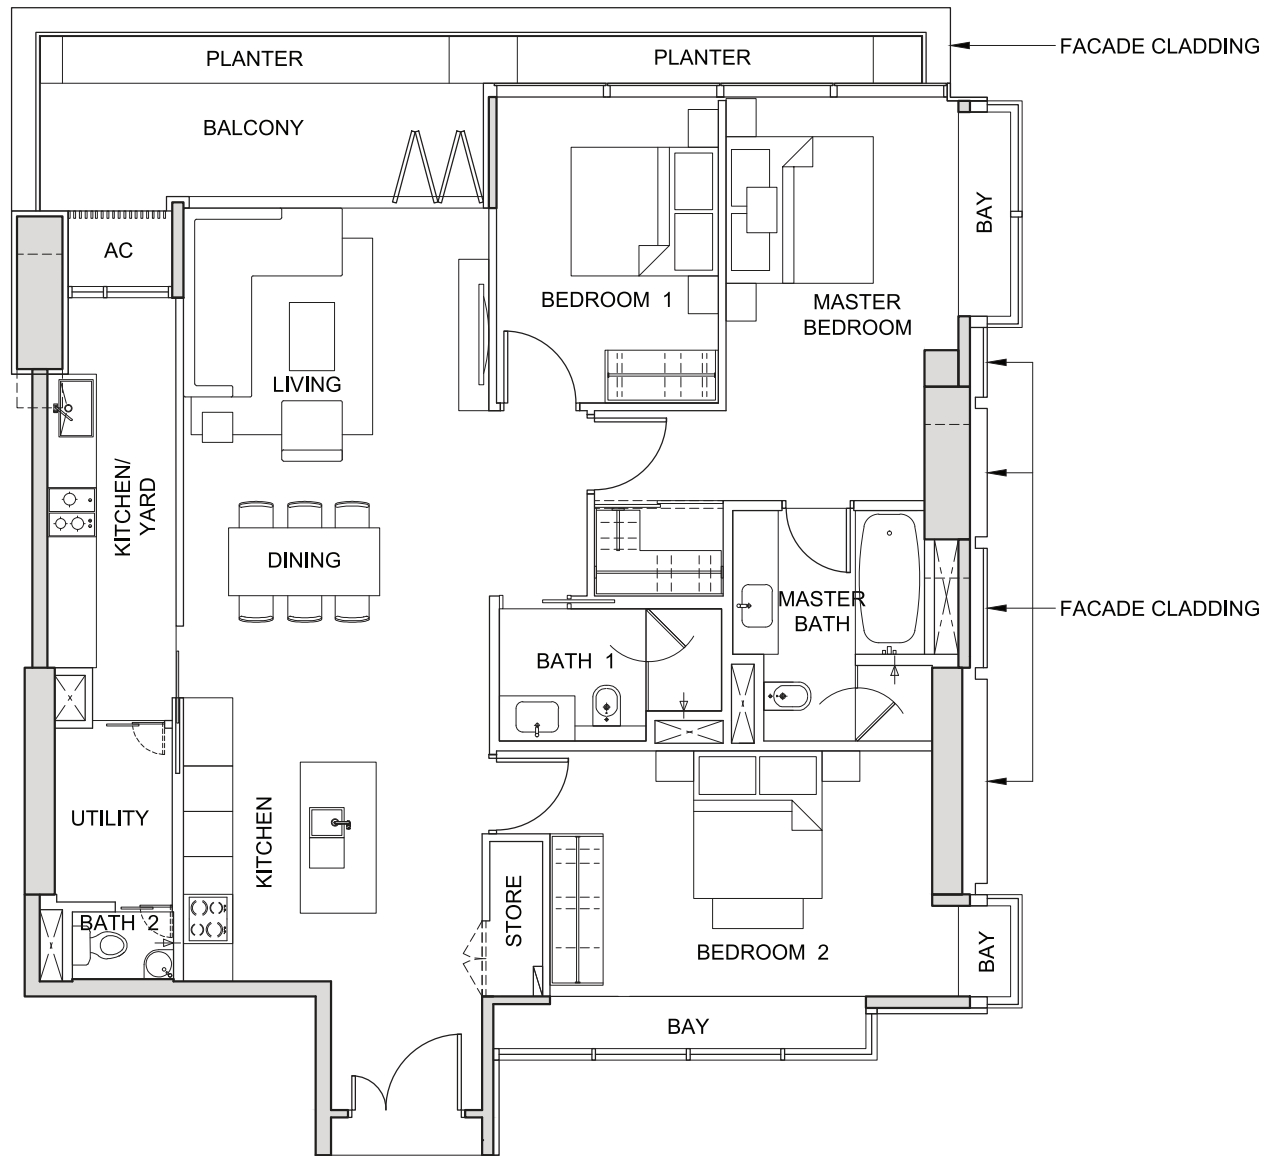 FACADE CLADDING
PLANTER
PLANTER
BALCONY
BAY
AC
BEDROOM 1
MASTER
BEDROOM
LIVING
KITCHEN/
YARD
DINING
MASTER
BATH
FACADE CLADDING
BATH 1
UTILITY
KITCHEN
STORE
BATH 2
BEDROOM 2
BAY
BAY